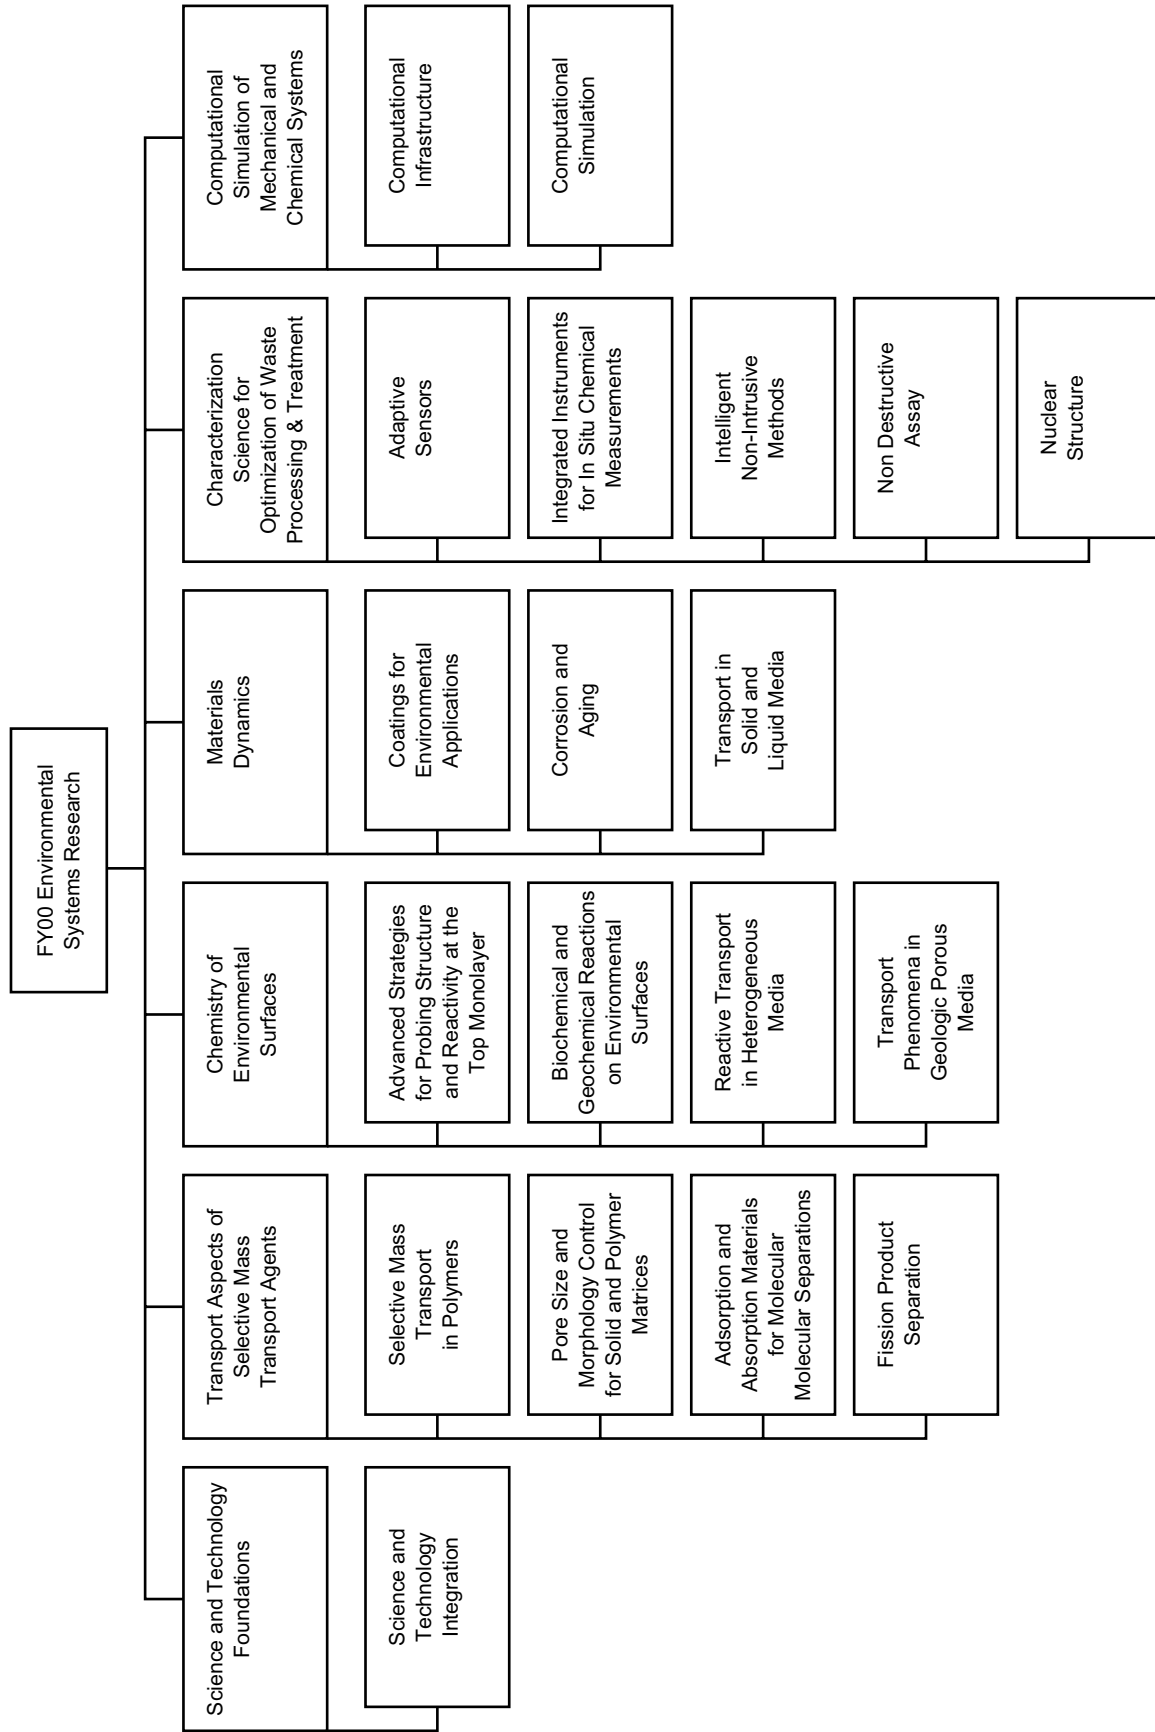 FY00 Environmental
Systems Research
Science and Technology
Foundations
Science and
Technology
Integration
Transport Aspects of
Selective Mass
Transport Agents
Selective Mass
Transport
in Polymers
Pore Size and
Morphology Control
for Solid and Polymer
Matrices
Adsorption and
Absorption Materials
for Molecular
Molecular Separations
Fission Product
Separation
Chemistry of
Environmental
Surfaces
Advanced Strategies
for Probing Structure
and Reactivity at the
Top Monolayer
Biochemical and
Geochemical Reactions
on Environmental
Surfaces
Reactive Transport
in Heterogeneous
Media
Transport
Phenomena in
Geologic Porous
Media
Materials
Dynamics
Coatings for
Environmental
Applications
Corrosion and
Aging
Transport in
Solid and
Liquid Media
Characterization
Science for
Optimization of Waste
Processing & Treatment
Adaptive
Sensors
Integrated Instruments
for In Situ Chemical
Measurements
Intelligent
Non-Intrusive
Methods
Non Destructive
Assay
Nuclear
Structure
Computational
Simulation of
Mechanical and
Chemical Systems
Computational
Infrastructure
Computational
Simulation